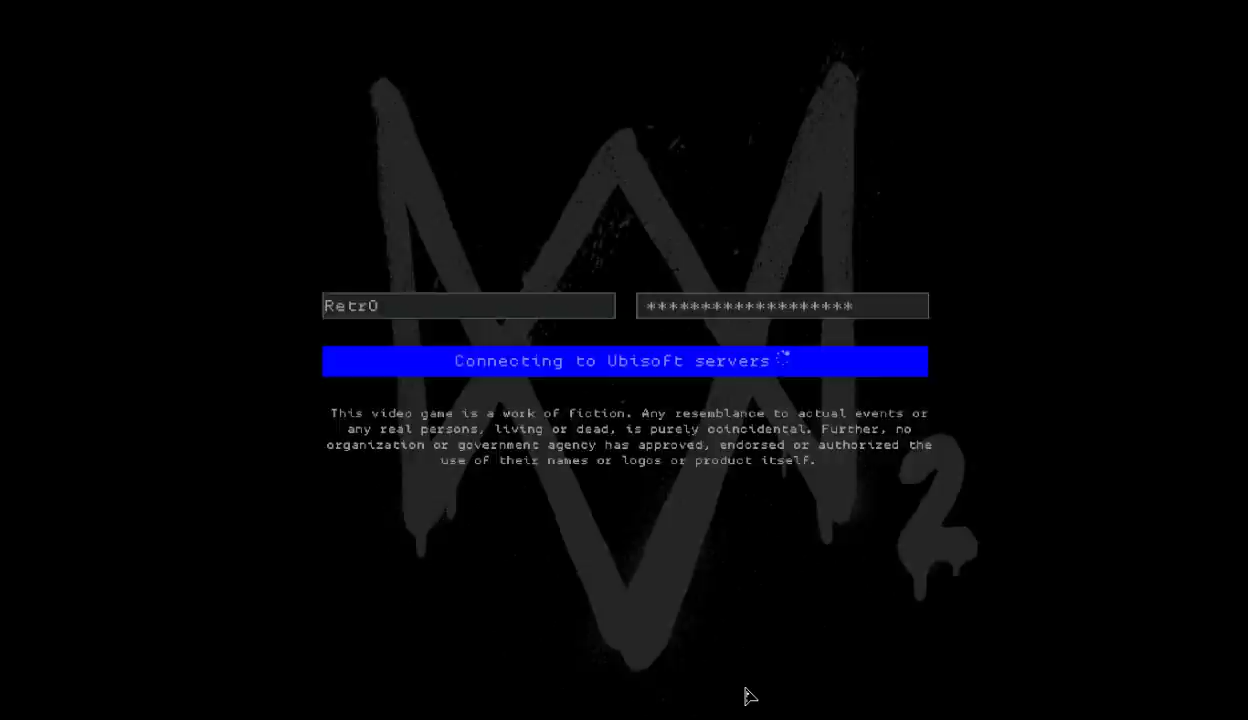 Retr0 *******************
Connecting to Ubisoft servers
This video game is a work of fiction. Any resemblance to actual events or
any real persons, living or dead, is purely coincidental. Further, no
organization or government agency has approved, endorsed or authorized the
use of their names or logos or product itself.
2